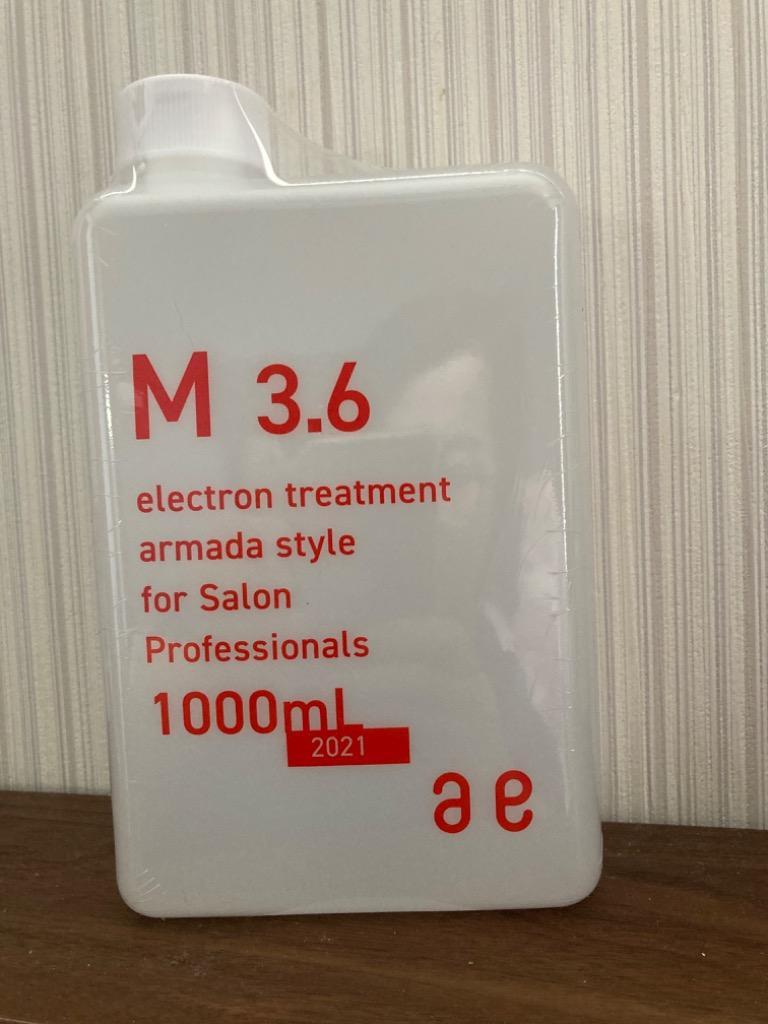 M 3.6
electron treatment
armada style
for Salon
Professionals
1000mL
2021
ae